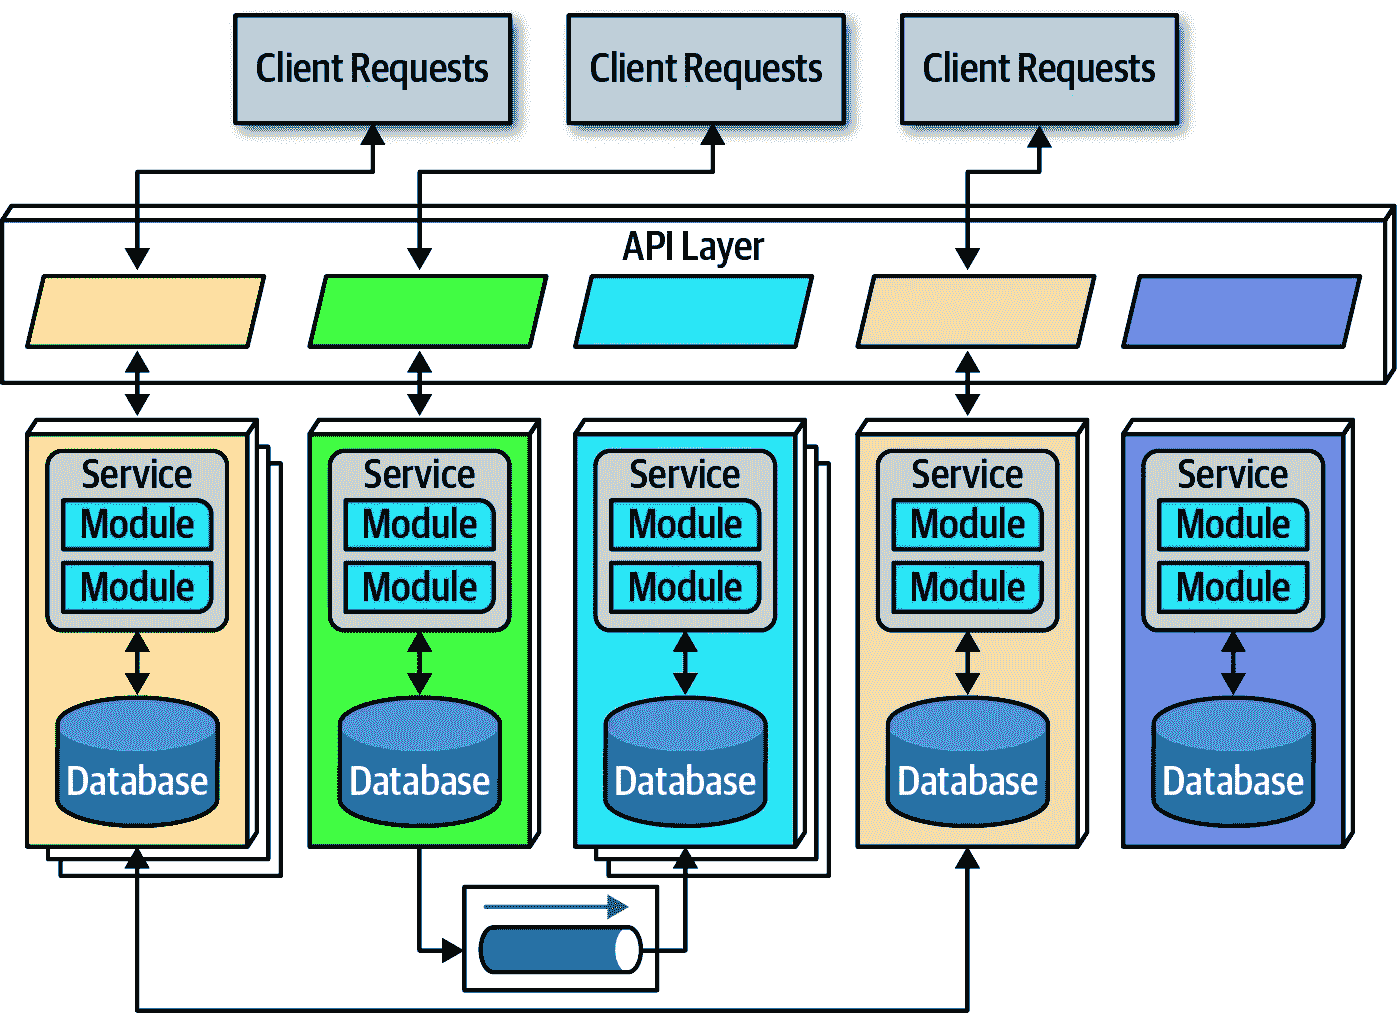 Client Requests
Client Requests
Client Requests
API Layer
Service
Module
Module
Database
Service
Module
Module
Database
Service
Module
Module
Database
Service
Module
Module
Database
Service
Module
Module
Database